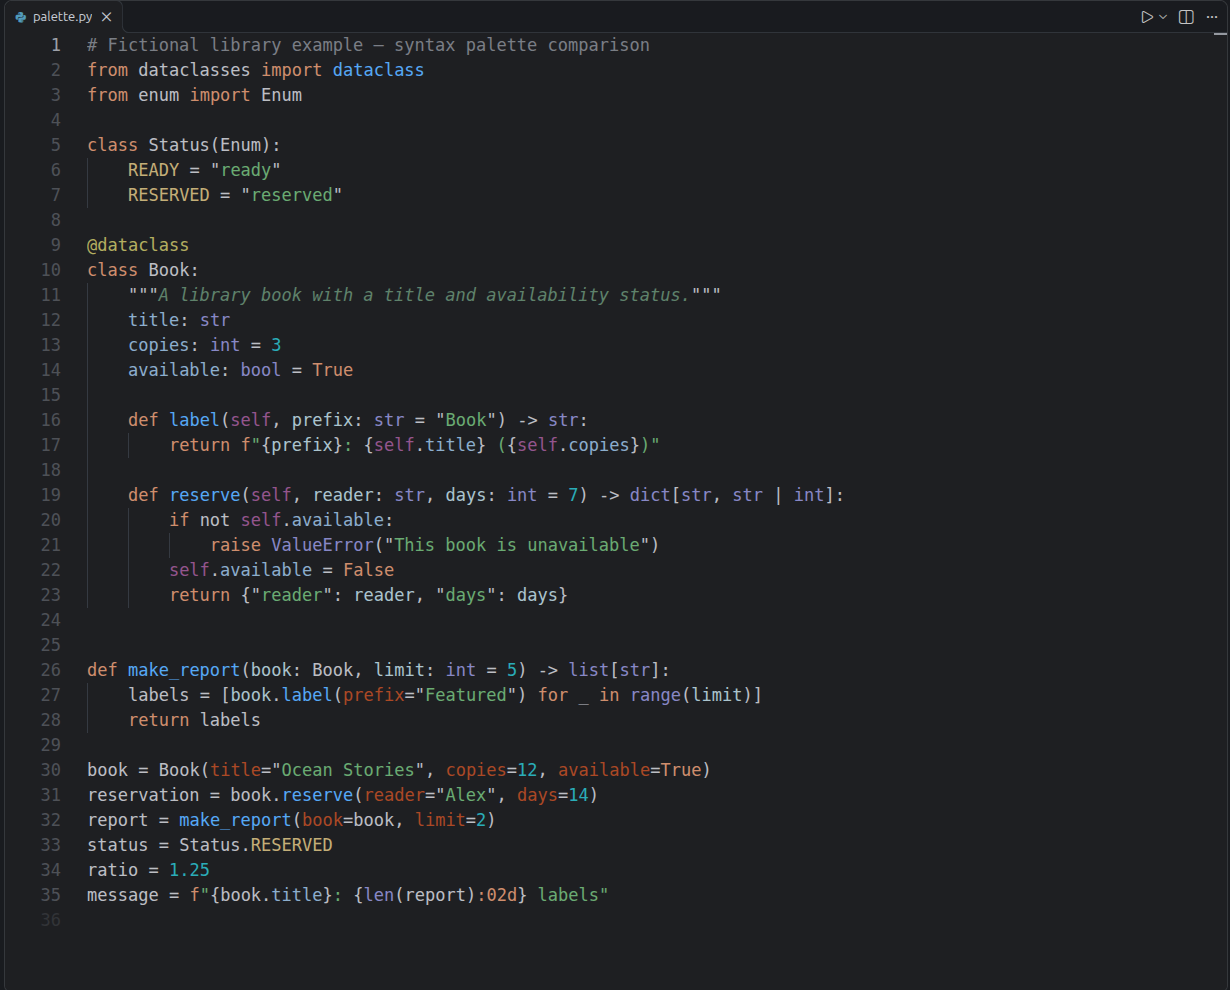 palette.py
1 # Fictional library example — syntax palette comparison
2 from dataclasses import dataclass
3 from enum import Enum
4
5 class Status(Enum):
6     READY = "ready"
7     RESERVED = "reserved"
8
9 @dataclass
10 class Book:
11     """A library book with a title and availability status."""
12     title: str
13     copies: int = 3
14     available: bool = True
15
16     def label(self, prefix: str = "Book") -> str:
17         return f"{prefix}: {self.title} ({self.copies})"
18
19     def reserve(self, reader: str, days: int = 7) -> dict[str, str | int]:
20         if not self.available:
21             raise ValueError("This book is unavailable")
22         self.available = False
23         return {"reader": reader, "days": days}
24
25
26 def make_report(book: Book, limit: int = 5) -> list[str]:
27     labels = [book.label(prefix="Featured") for _ in range(limit)]
28     return labels
29
30 book = Book(title="Ocean Stories", copies=12, available=True)
31 reservation = book.reserve(reader="Alex", days=14)
32 report = make_report(book=book, limit=2)
33 status = Status.RESERVED
34 ratio = 1.25
35 message = f"{book.title}: {len(report):02d} labels"
36